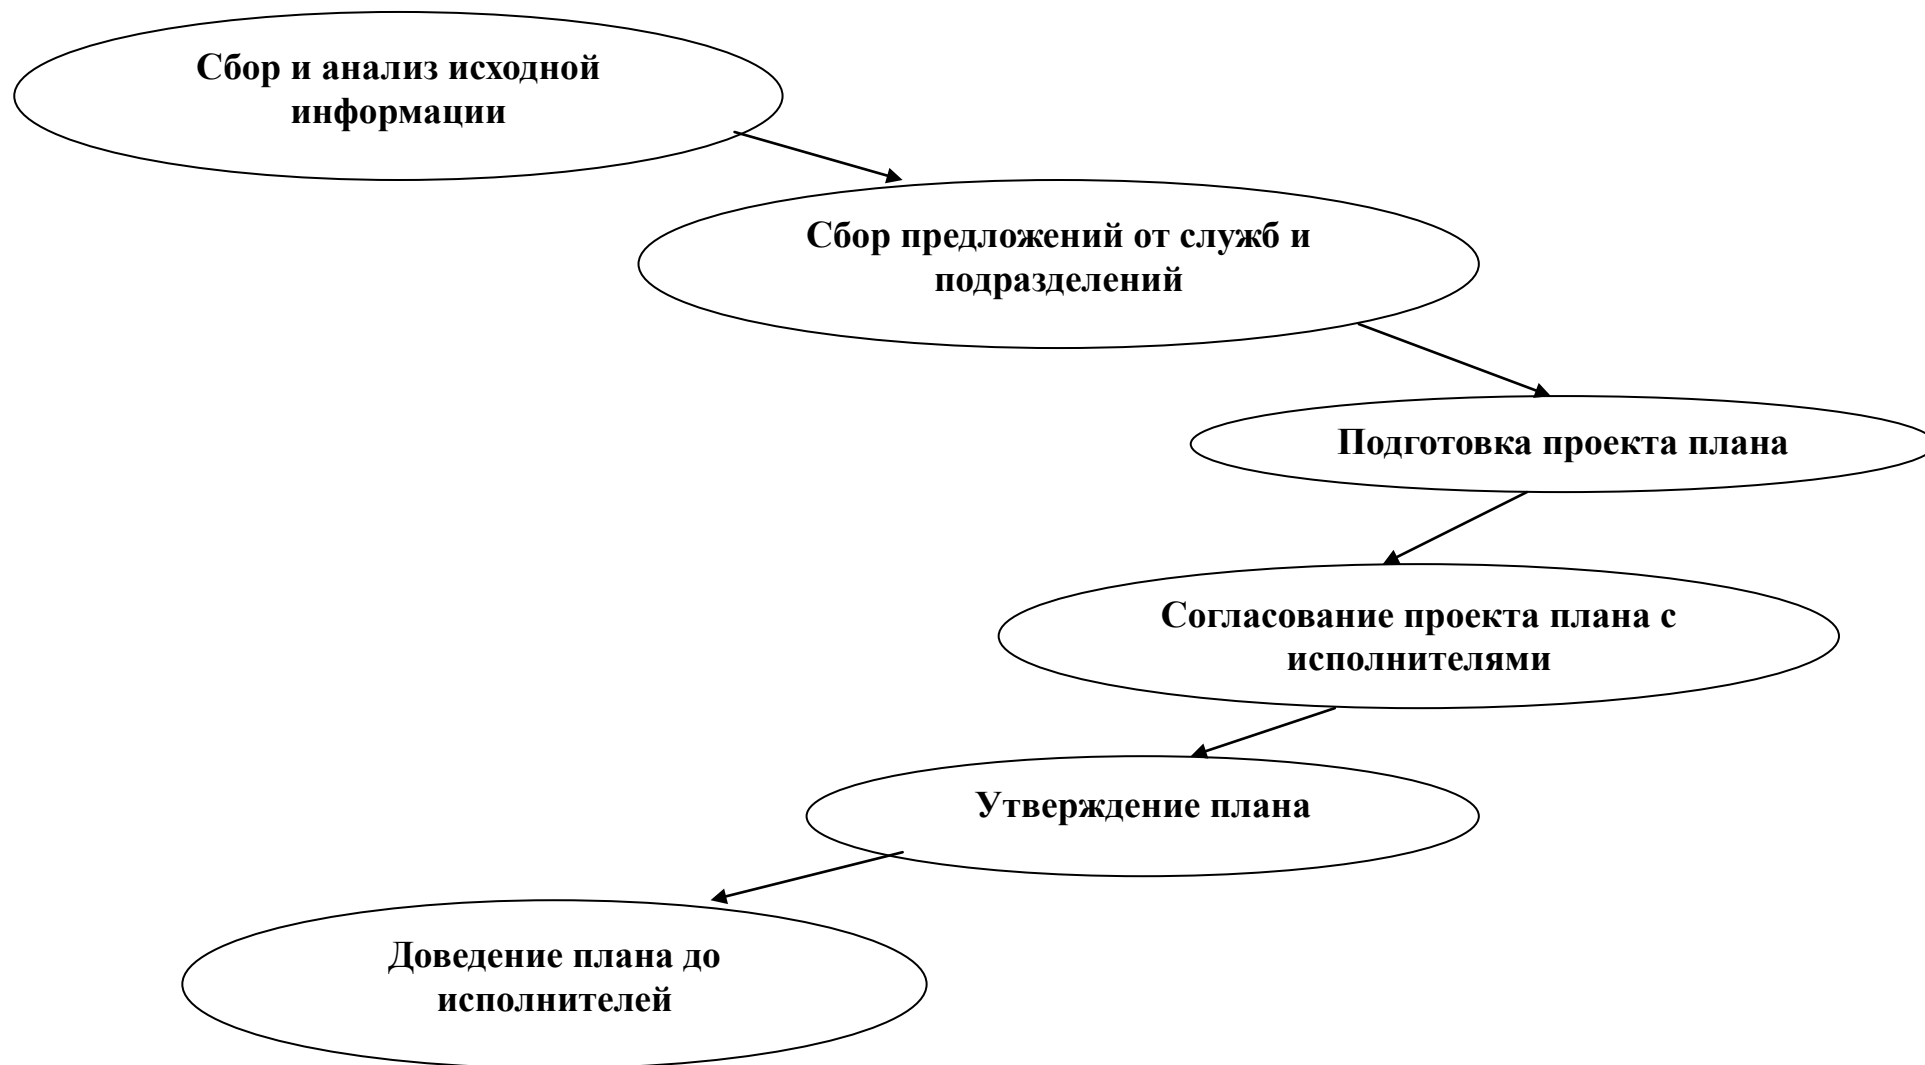 Сбор и анализ исходной
информации
Сбор предложений от служб и
подразделений
Подготовка проекта плана
Согласование проекта плана с
исполнителями
Утверждение плана
Доведение плана до
исполнителей